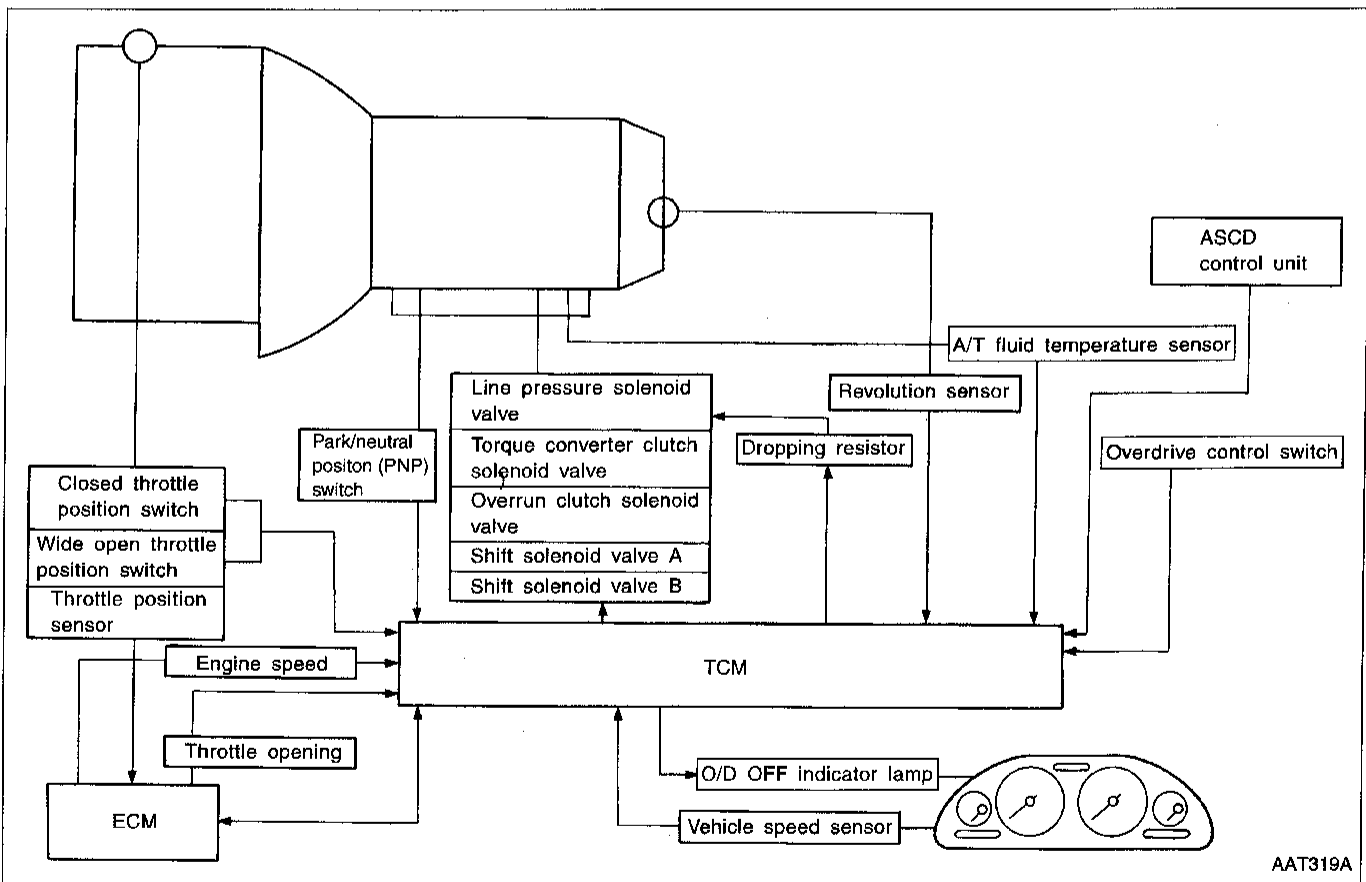 ASCD
control unit
A/T fluid temperature sensor
Line pressure solenoid
valve
Revolution sensor
Park/neutral
positon (PNP)
switch
Torque converter clutch
solenoid valve
Dropping resistor
Overdrive control switch
Closed throttle
position switch
Overrun clutch solenoid
valve
Wide open throttle
position switch
Shift solenoid valve A
Shift solenoid valve B
Throttle position
sensor
Engine speed
TCM
Throttle opening
O/D OFF indicator lamp
ECM
Vehicle speed sensor
AAT319A